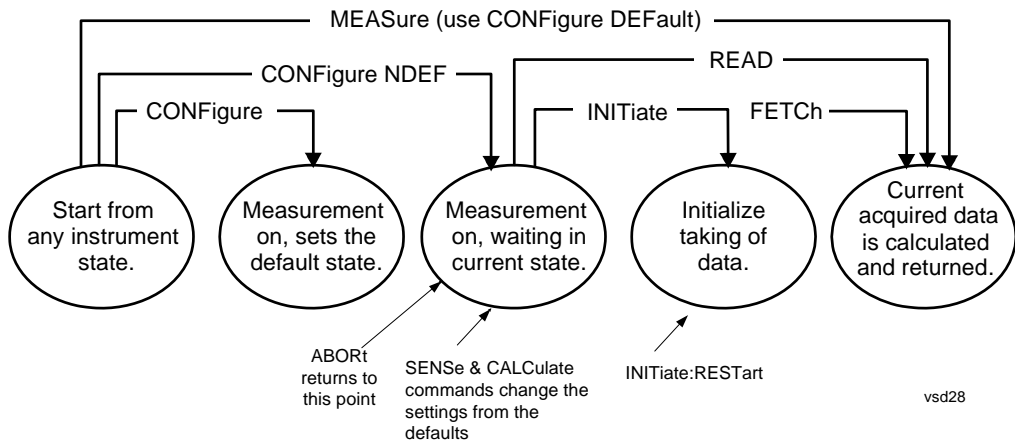 MEASure (use CONFigure DEFault)
CONFigure NDEF
READ
CONFigure
INITiate
FETCh
Start from
any instrument
state.
Measurement
on, sets the
default state.
Measurement
on, waiting in
current state.
Initialize
taking of
data.
Current
acquired data
is calculated
and returned.
ABORt
returns to
this point
SENSe & CALCulate
commands change the
settings from the
defaults
INITiate:RESTart
vsd28